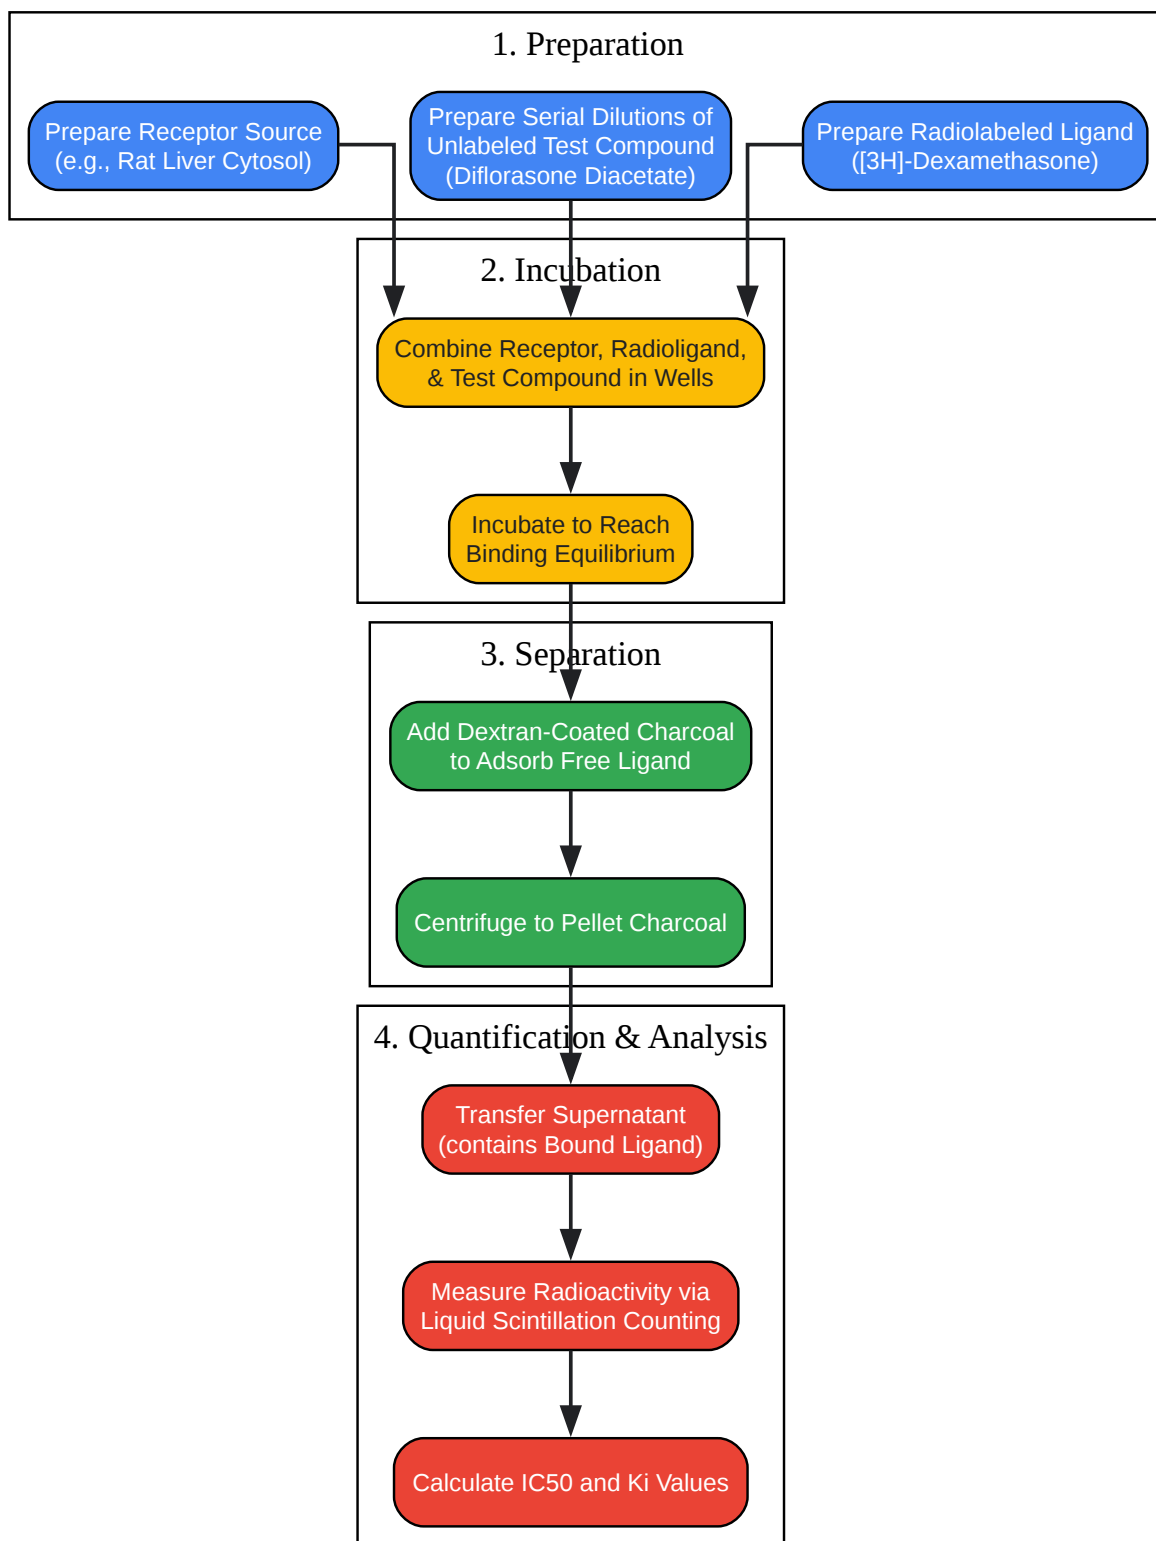 1. Preparation
Prepare Receptor Source
(e.g., Rat Liver Cytosol)
Prepare Serial Dilutions of
Unlabeled Test Compound
(Diflorasone Diacetate)
Prepare Radiolabeled Ligand
([3H]-Dexamethasone)
2. Incubation
Combine Receptor, Radioligand,
& Test Compound in Wells
Incubate to Reach
Binding Equilibrium
3. Separation
Add Dextran-Coated Charcoal
to Adsorb Free Ligand
Centrifuge to Pellet Charcoal
4. Quantification & Analysis
Transfer Supernatant
(contains Bound Ligand)
Measure Radioactivity via
Liquid Scintillation Counting
Calculate IC50 and Ki Values